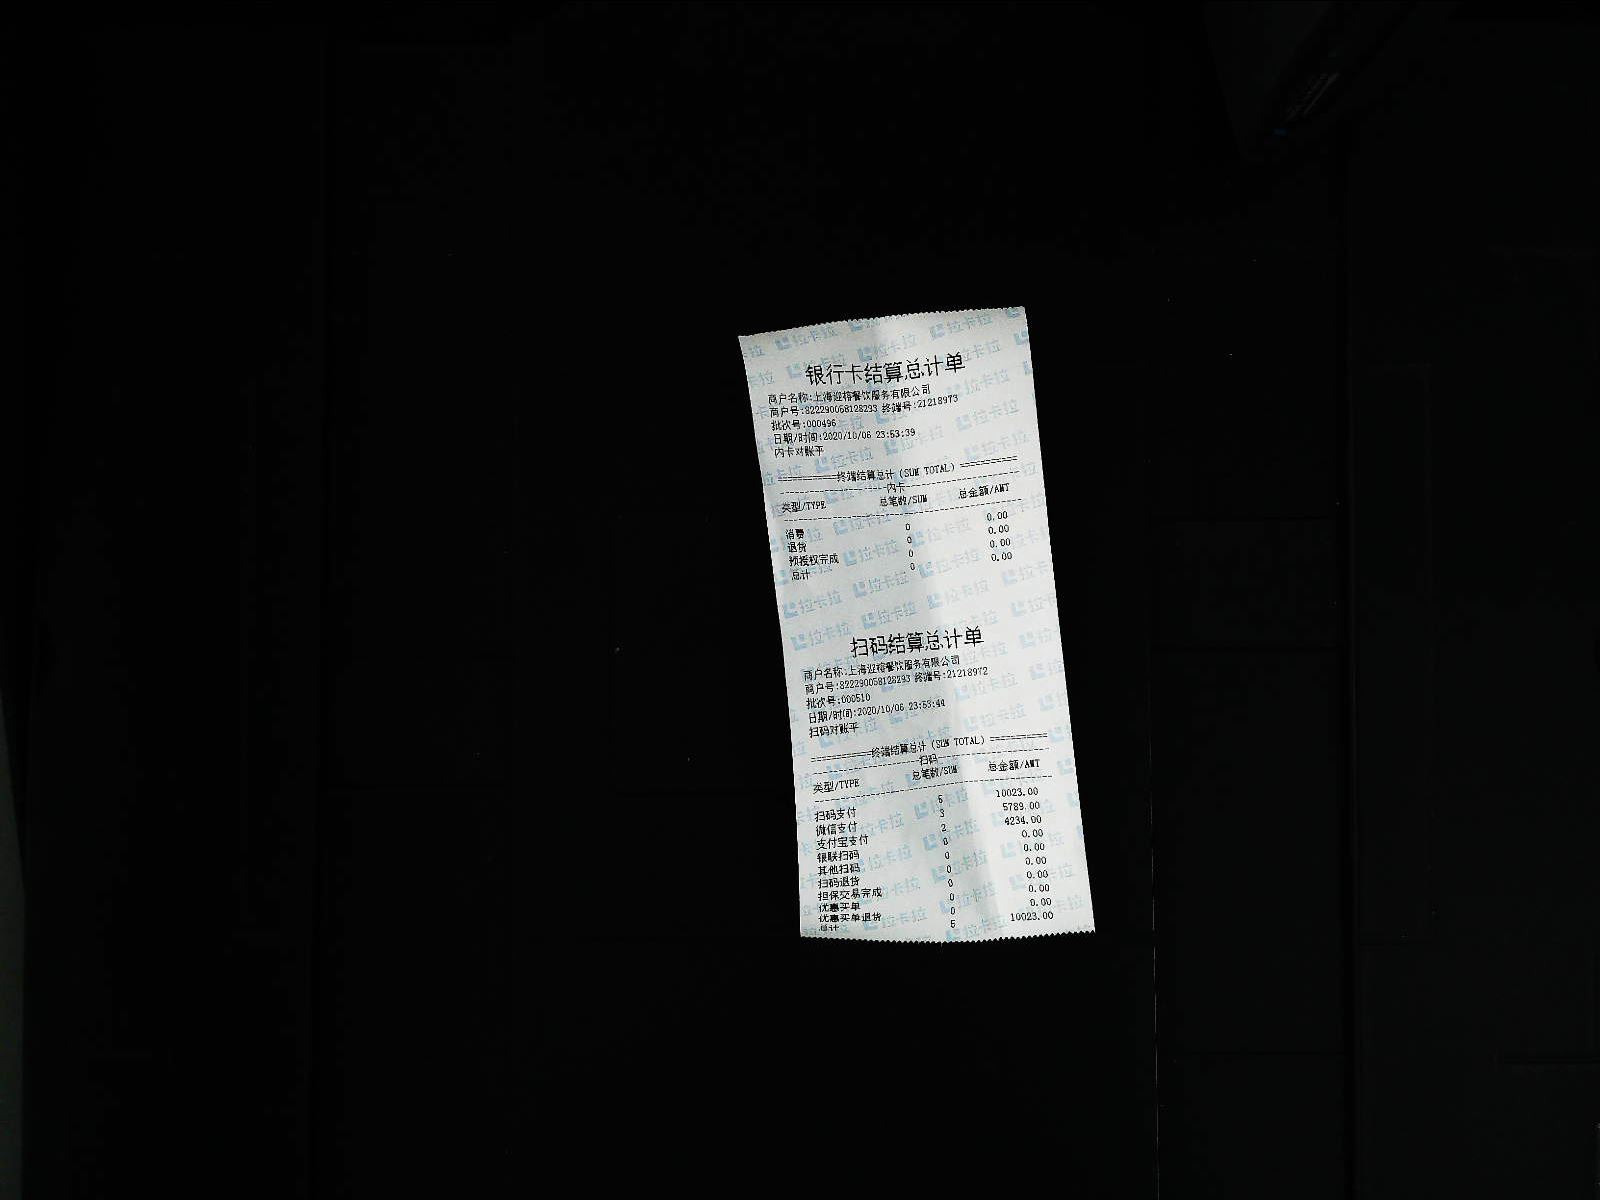 银行卡结算总计单
商户名称:上海迎榕餐饮服务有限公司
商户号:822290058128293 终端号:21218973
批次号:000496
日期/时间:2020/10/06 23:53:39
内卡对账平
==========终端结算总计(SUM TOTAL)==========
--------------------内卡--------------------
类型/TYPE 总笔数/SUM 总金额/AMT
消费 0 0.00
退货 0 0.00
预授权完成 0 0.00
总计 0 0.00
扫码结算总计单
商户名称:上海迎榕餐饮服务有限公司
商户号:822290058128293 终端号:21218972
批次号:000510
日期/时间:2020/10/06 23:53:44
扫码对账平
==========终端结算总计(SUM TOTAL)==========
--------------------扫码--------------------
类型/TYPE 总笔数/SUM 总金额/AMT
扫码支付 5 10023.00
微信支付 3 5789.00
支付宝支付 2 4234.00
银联扫码 0 0.00
其他扫码 0 0.00
扫码退货 0 0.00
担保交易完成 0 0.00
优惠买单 0 0.00
优惠买单退货 0 0.00
总计 5 10023.00